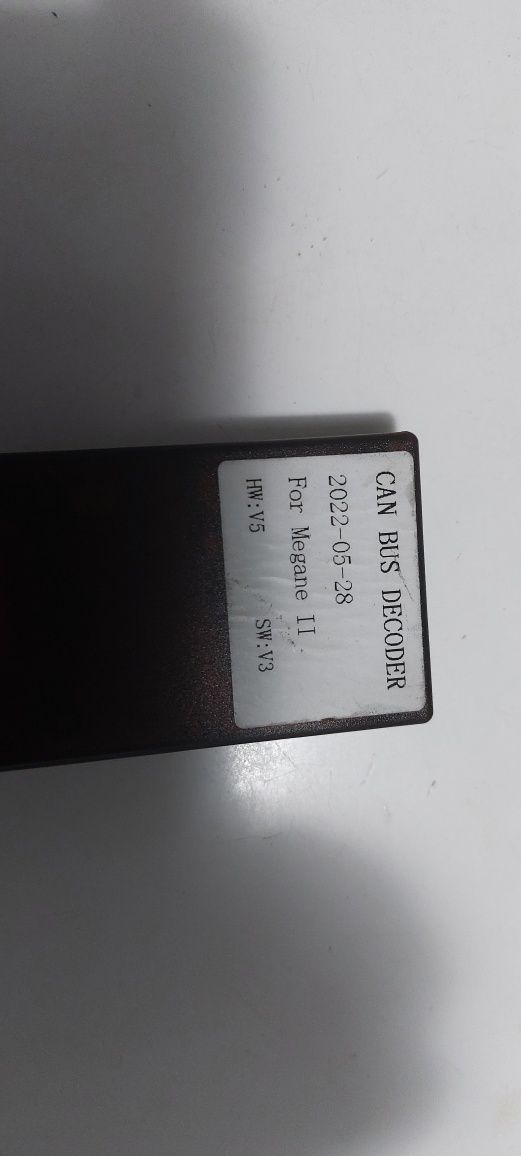 CAN BUS DECODER
2022-05-28
For Megane II
HW:V5 SW:V3